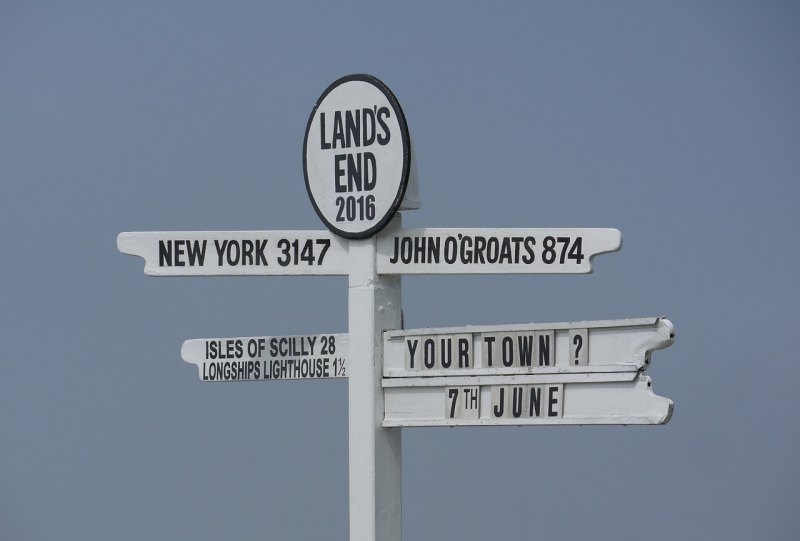 LAND'S
END
2016
NEW YORK 3147
JOHN O'GROATS 874
ISLES OF SCILLY 28
LONGSHIPS LIGHTHOUSE 1½
YOUR TOWN ?
7TH JUNE